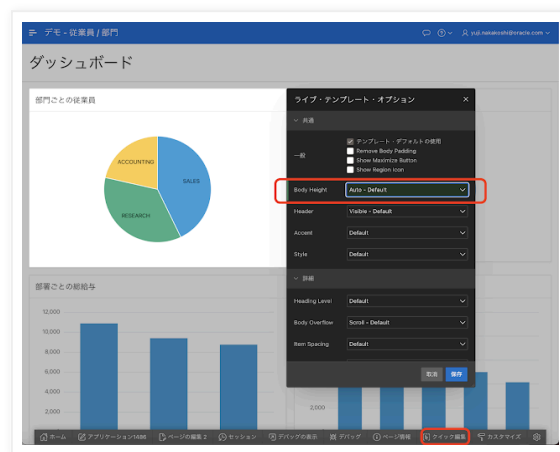 デモ - 従業員 / 部門
yuji.nakakoshi@oracle.com
ダッシュボード
部門ごとの従業員
ACCOUNTING
SALES
RESEARCH
ライブ・テンプレート・オプション
共通
一般
テンプレート・デフォルトの使用
Remove Body Padding
Show Maximize Button
Show Region Icon
Body Height
Auto - Default
Header
Visible - Default
Accent
Default
Style
Default
詳細
Heading Level
Default
Body Overflow
Scroll - Default
Item Spacing
Default
取消
保存
部署ごとの総給与
12,000
10,000
8,000
6,000
4,000
2,000
2,000
ホーム
アプリケーション1486
ページの編集 2
セッション
デバッグの表示
デバッグ
ページ情報
クイック編集
カスタマイズ